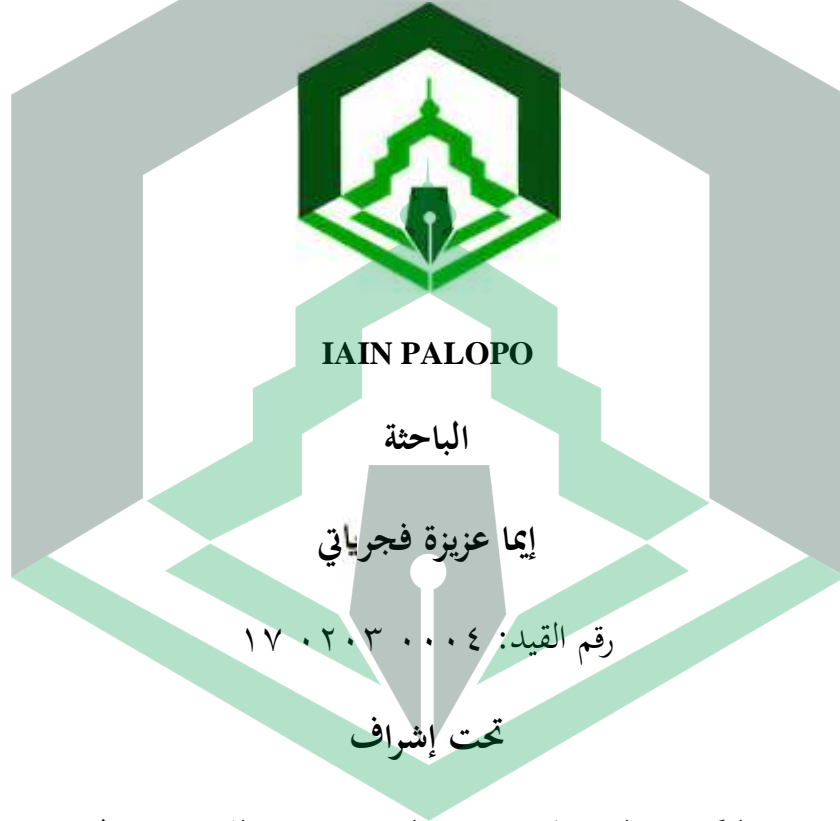 IAIN PALOPO
الباحثة
إيما عزيزة فجرياتي
رقم القيد: ٠٠٠٤ ٠٢٠٣ ١٧
تحت إشراف